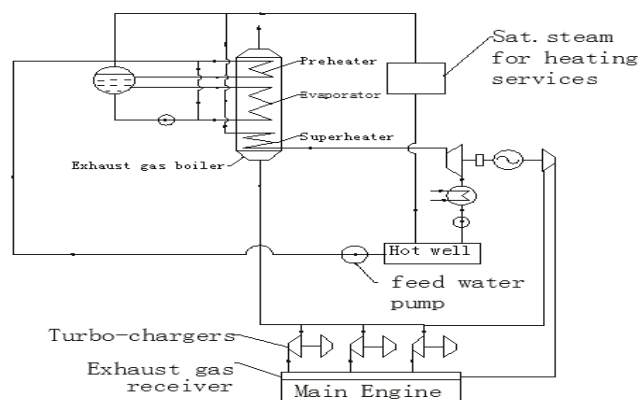 Sat. steam
for heating
services
Preheater
Evaporator
Superheater
Exhaust gas boiler
Hot well
feed water
pump
Turbo-chargers
Exhaust gas
receiver
Main Engine